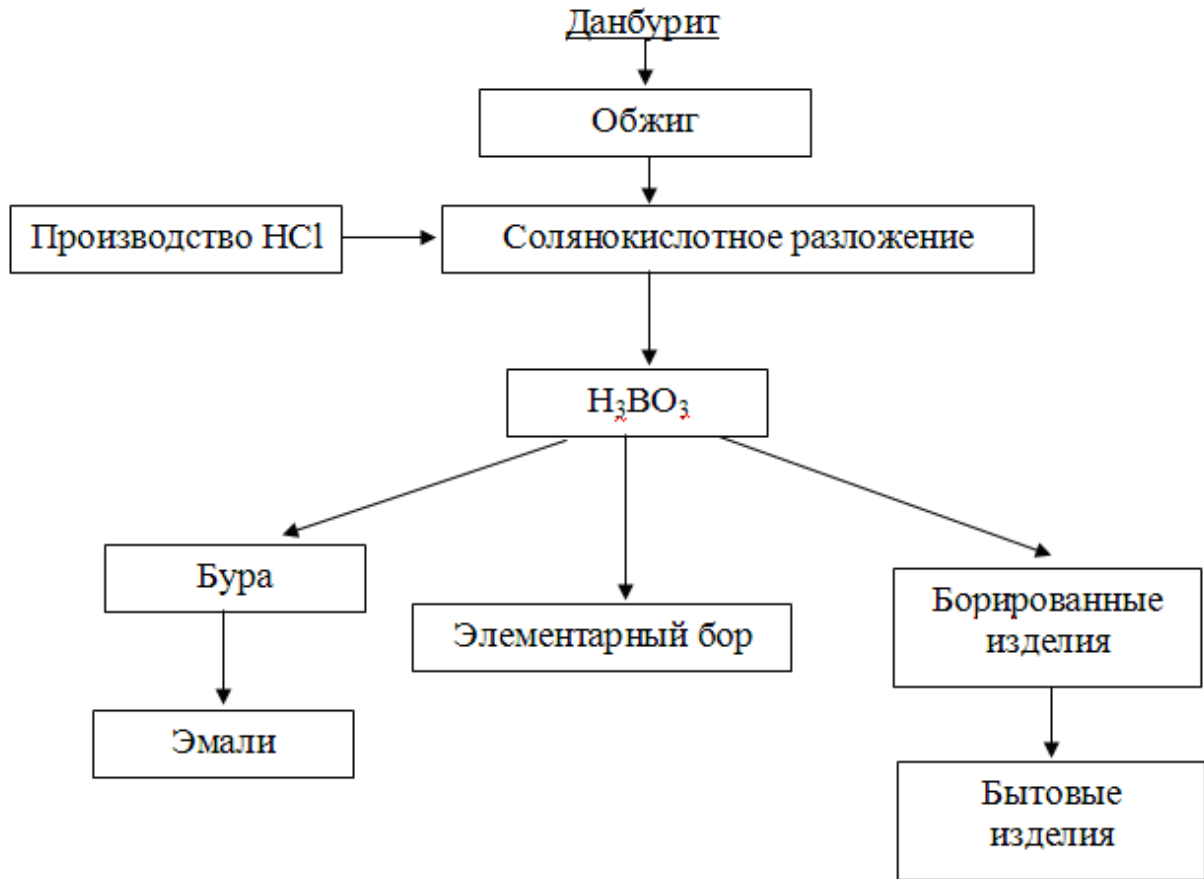 Данбурит
Обжиг
Производство HCl
Солянокислотное разложение
H₃BO₃
Бура
Элементарный бор
Борированные
изделия
Эмали
Бытовые
изделия